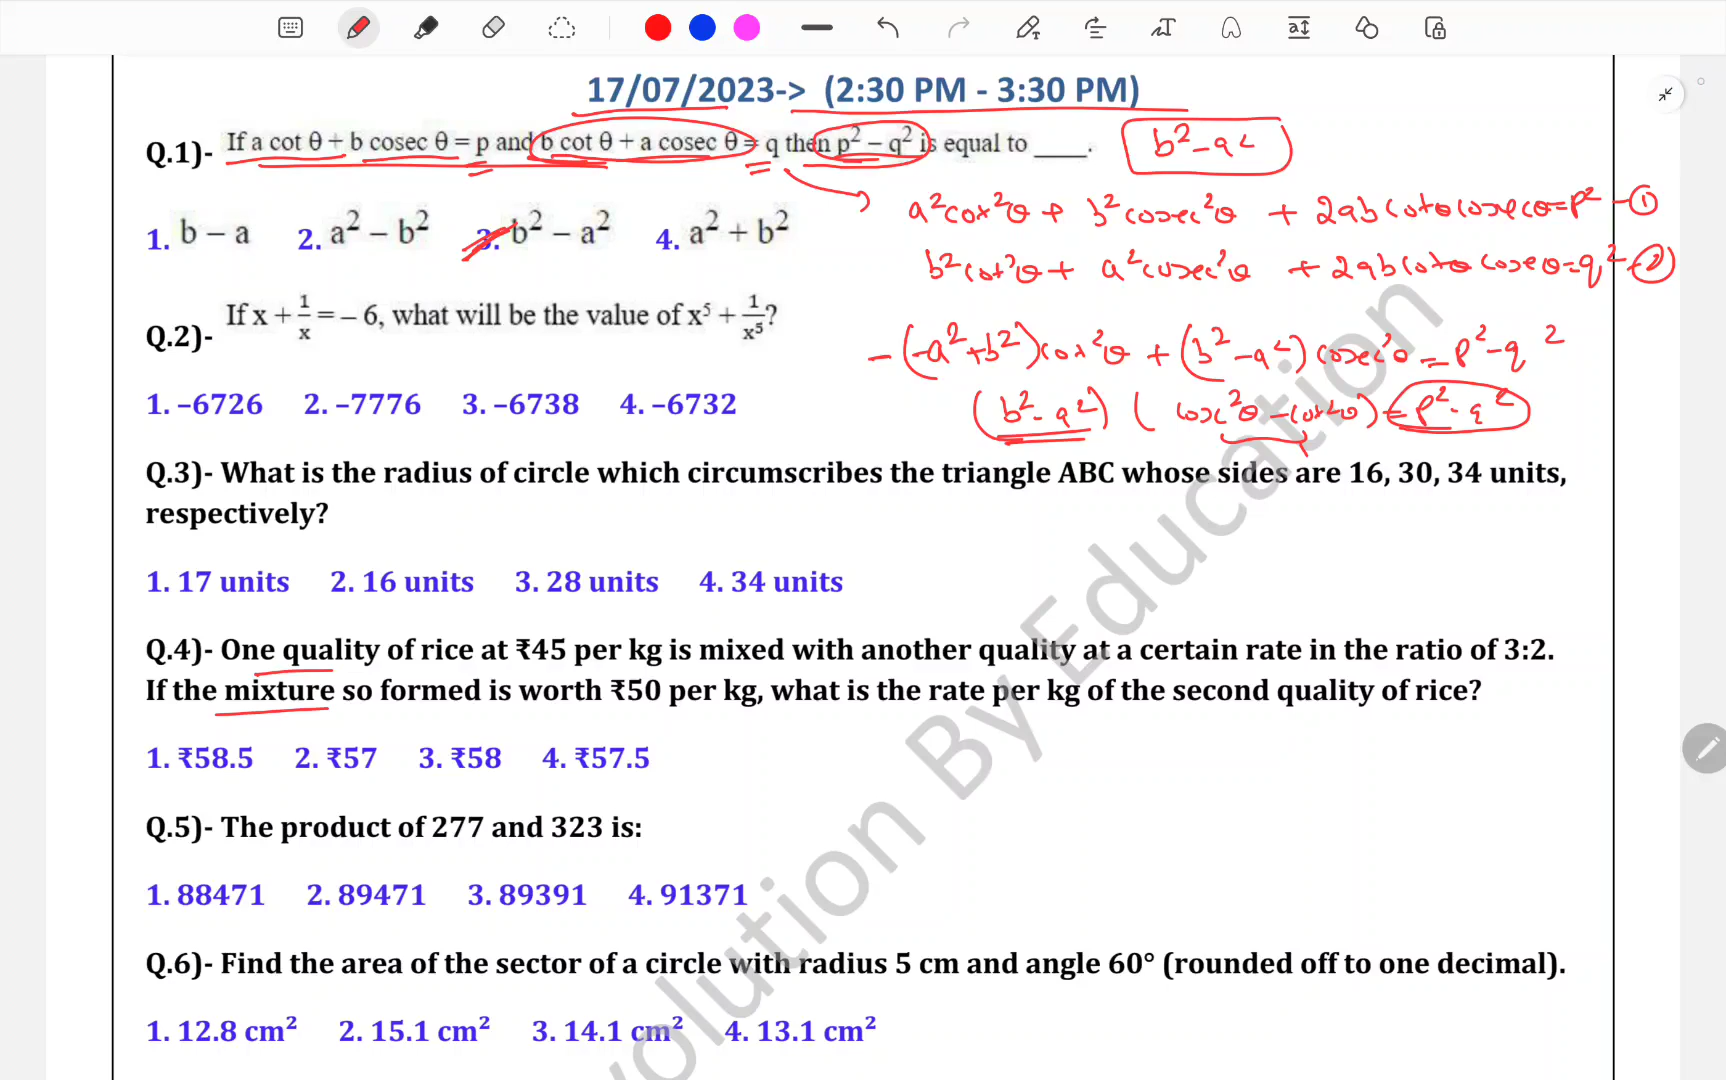 17/07/2023-> (2:30 PM - 3:30 PM)
Q.1)- If a cot θ + b cosec θ = p and b cot θ + a cosec θ = q then p² − q² is equal to ____.
b²-a²
a²cot²θ + b²cosec²θ + 2abcotθcosecθ=p² -①
1. b − a 2. a² − b² 3. b² − a² 4. a² + b²
b²cot²θ + a²cosec²θ + 2abcotθcosecθ=q² -②
Q.2)- If x + 1/x = – 6, what will be the value of x⁵ + 1/x⁵?
-(-a²+b²)cot²θ + (b²-a²)cosec²θ = p²-q²
1. –6726 2. –7776 3. –6738 4. –6732
(b²-a²) (cosec²θ-cot²θ) = p²-q²
Q.3)- What is the radius of circle which circumscribes the triangle ABC whose sides are 16, 30, 34 units,
respectively?
1. 17 units 2. 16 units 3. 28 units 4. 34 units
Q.4)- One quality of rice at ₹45 per kg is mixed with another quality at a certain rate in the ratio of 3:2.
If the mixture so formed is worth ₹50 per kg, what is the rate per kg of the second quality of rice?
1. ₹58.5 2. ₹57 3. ₹58 4. ₹57.5
Q.5)- The product of 277 and 323 is:
1. 88471 2. 89471 3. 89391 4. 91371
Q.6)- Find the area of the sector of a circle with radius 5 cm and angle 60° (rounded off to one decimal).
1. 12.8 cm² 2. 15.1 cm² 3. 14.1 cm² 4. 13.1 cm²
olution By Education